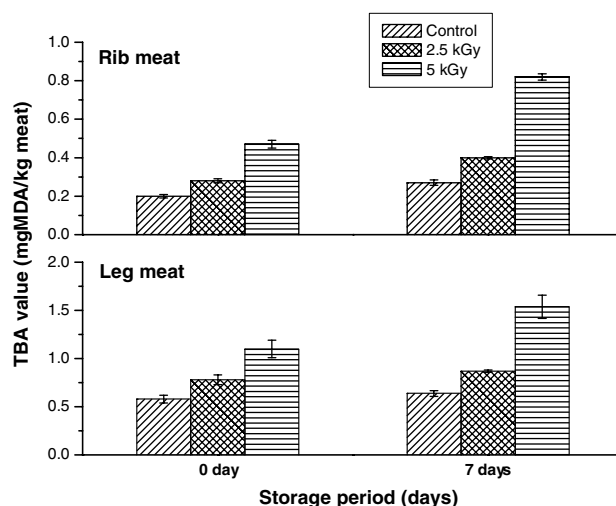 Control
2.5 kGy
5 kGy
Rib meat
1.0
0.8
0.6
0.4
0.2
0.0
Leg meat
2.0
1.5
1.0
0.5
0.0
TBA value (mgMDA/kg meat)
0 day
7 days
Storage period (days)